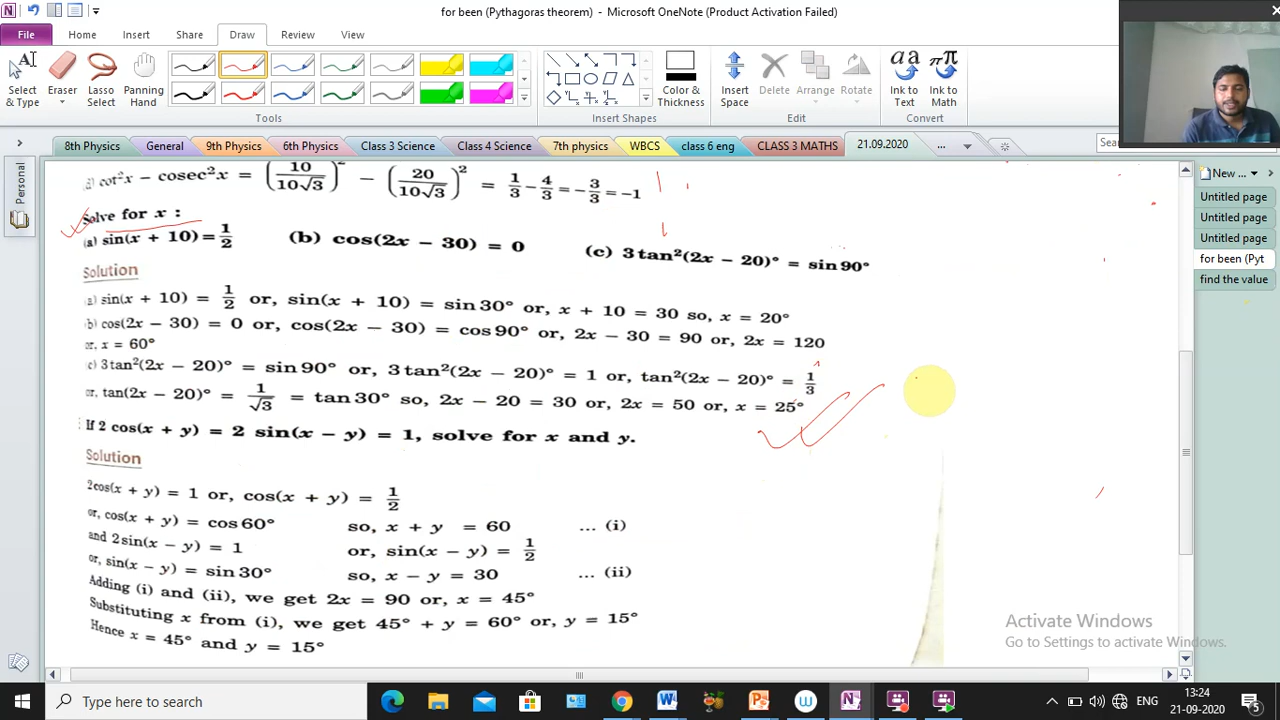 for been (Pythagoras theorem) - Microsoft OneNote (Product Activation Failed)
File Home Insert Share Draw Review View
Select & Type
Eraser
Lasso Select
Panning Hand
Color & Thickness
Insert Space
Delete
Arrange
Rotate
Ink to Text
Ink to Math
Tools
Insert Shapes
Edit
Convert
8th Physics General 9th Physics 6th Physics Class 3 Science Class 4 Science 7th physics WBCS class 6 eng CLASS 3 MATHS 21.09.2020 ...
Personal
New ...
Untitled page
Untitled page
Untitled page
for been (Pyt
find the value
cot²x − cosec²x = (10/10√3)² − (20/10√3)² = 1/3 − 4/3 = −3/3 = −1
Solve for x :
(a) sin(x + 10) = 1/2 (b) cos(2x − 30) = 0 (c) 3 tan²(2x − 20)° = sin 90°
Solution
(a) sin(x + 10) = 1/2 or, sin(x + 10) = sin 30° or, x + 10 = 30 so, x = 20°
(b) cos(2x − 30) = 0 or, cos(2x − 30) = cos 90° or, 2x − 30 = 90 or, 2x = 120
or, x = 60°
(c) 3 tan²(2x − 20)° = sin 90° or, 3 tan²(2x − 20)° = 1 or, tan²(2x − 20)° = 1/3
or, tan(2x − 20)° = 1/√3 = tan 30° so, 2x − 20 = 30 or, 2x = 50 or, x = 25°
If 2 cos(x + y) = 2 sin(x − y) = 1, solve for x and y.
Solution
2cos(x + y) = 1 or, cos(x + y) = 1/2
or, cos(x + y) = cos 60° so, x + y = 60 ... (i)
and 2 sin(x − y) = 1 or, sin(x − y) = 1/2
or, sin(x − y) = sin 30° so, x − y = 30 ... (ii)
Adding (i) and (ii), we get 2x = 90 or, x = 45°
Substituting x from (i), we get 45° + y = 60° or, y = 15°
Hence x = 45° and y = 15°
Activate Windows
Go to Settings to activate Windows.
Type here to search
ENG
13:24
21-09-2020
5